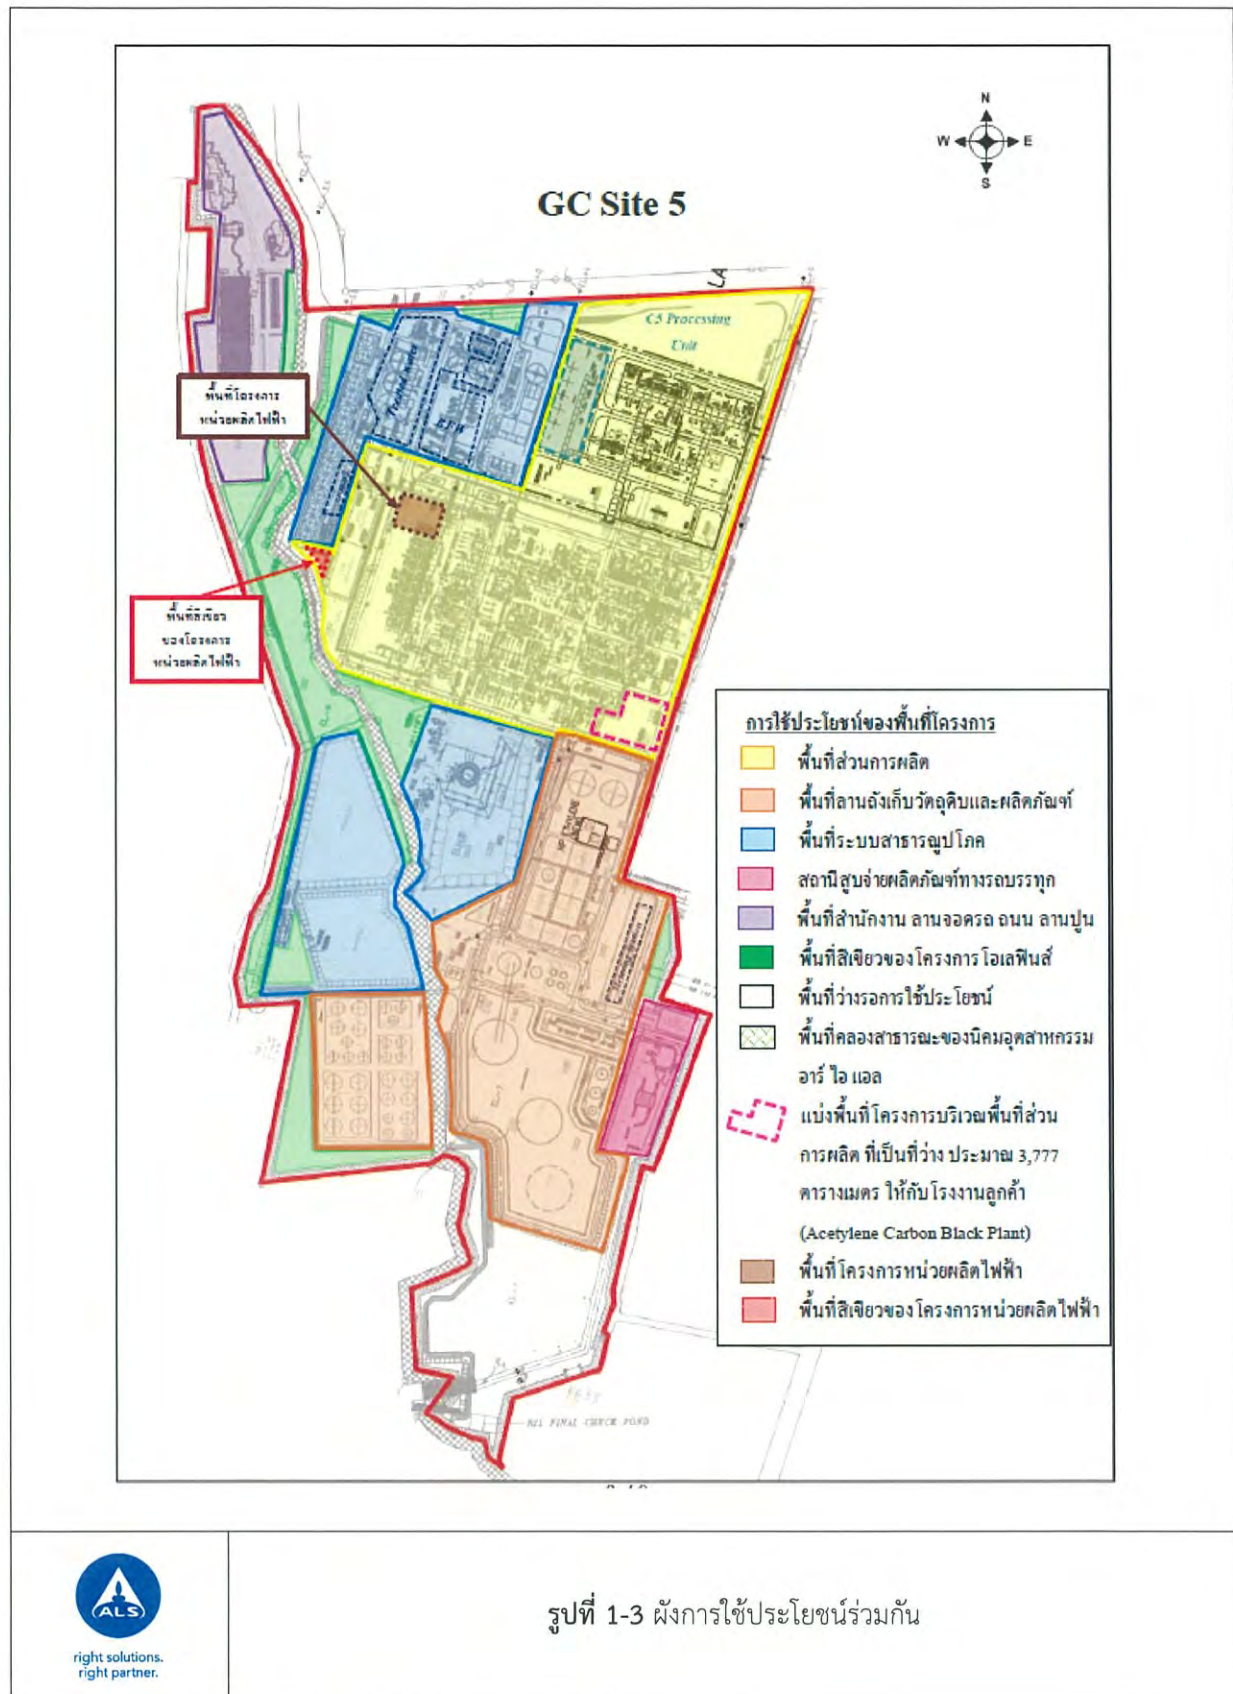 N
W E
S
GC Site 5
LA
C5 Processing
Unit
Treated water
BFW
พื้นที่โครงการ
หน่วยผลิตไฟฟ้า
พื้นที่สีเขียว
ของโครงการ
หน่วยผลิตไฟฟ้า
การใช้ประโยชน์ของพื้นที่โครงการ
พื้นที่ส่วนการผลิต
พื้นที่ลานถังเก็บวัตถุดิบและผลิตภัณฑ์
พื้นที่ระบบสาธารณูปโภค
สถานีสูบจ่ายผลิตภัณฑ์ทางรถบรรทุก
พื้นที่สำนักงาน ลานจอดรถ ถนน ลานปูน
พื้นที่สีเขียวของโครงการโอเลฟินส์
พื้นที่ว่างรอการใช้ประโยชน์
พื้นที่คลองสาธารณะของนิคมอุตสาหกรรม
อาร์ ไอ แอล
แบ่งพื้นที่โครงการบริเวณพื้นที่ส่วน
การผลิต ที่เป็นที่ว่าง ประมาณ 3,777
ตารางเมตร ให้กับโรงงานลูกค้า
(Acetylene Carbon Black Plant)
พื้นที่โครงการหน่วยผลิตไฟฟ้า
พื้นที่สีเขียวของโครงการหน่วยผลิตไฟฟ้า
RIL FINAL CHECK POND
ALS
right solutions.
right partner.
รูปที่ 1-3 ผังการใช้ประโยชน์ร่วมกัน